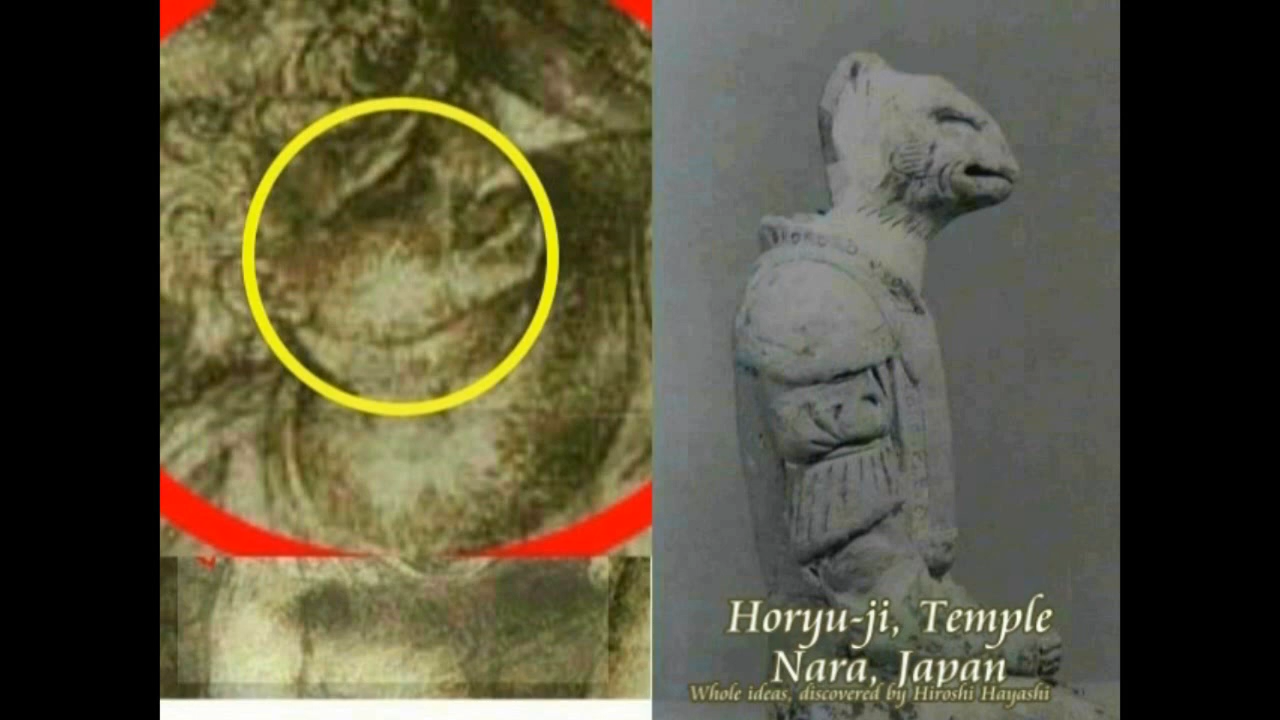 Horyu-ji, Temple
Nara, Japan
Whole ideas, discovered by Hiroshi Hayashi